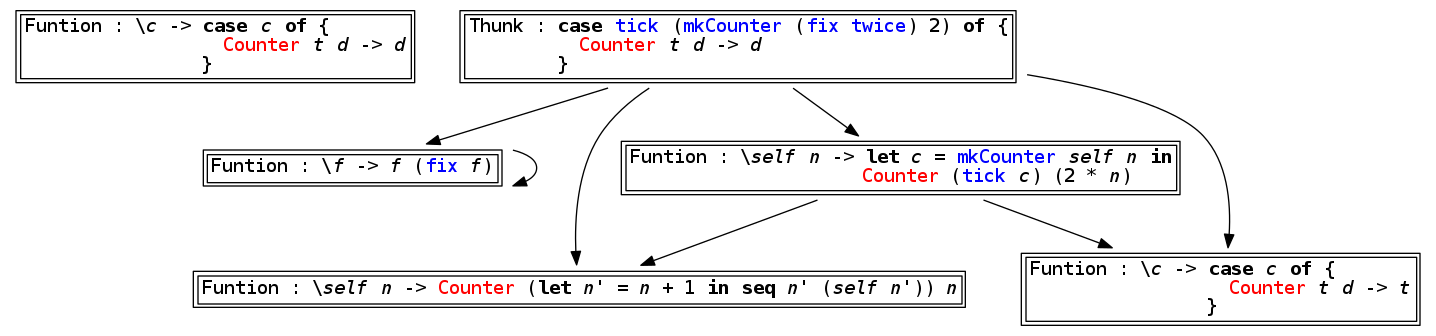 Funtion : \c -> case c of {
Counter t d -> d
}
Thunk : case tick (mkCounter (fix twice) 2) of {
Counter t d -> d
}
Funtion : \f -> f (fix f)
Funtion : \self n -> let c = mkCounter self n in
Counter (tick c) (2 * n)
Funtion : \self n -> Counter (let n' = n + 1 in seq n' (self n')) n
Funtion : \c -> case c of {
Counter t d -> t
}